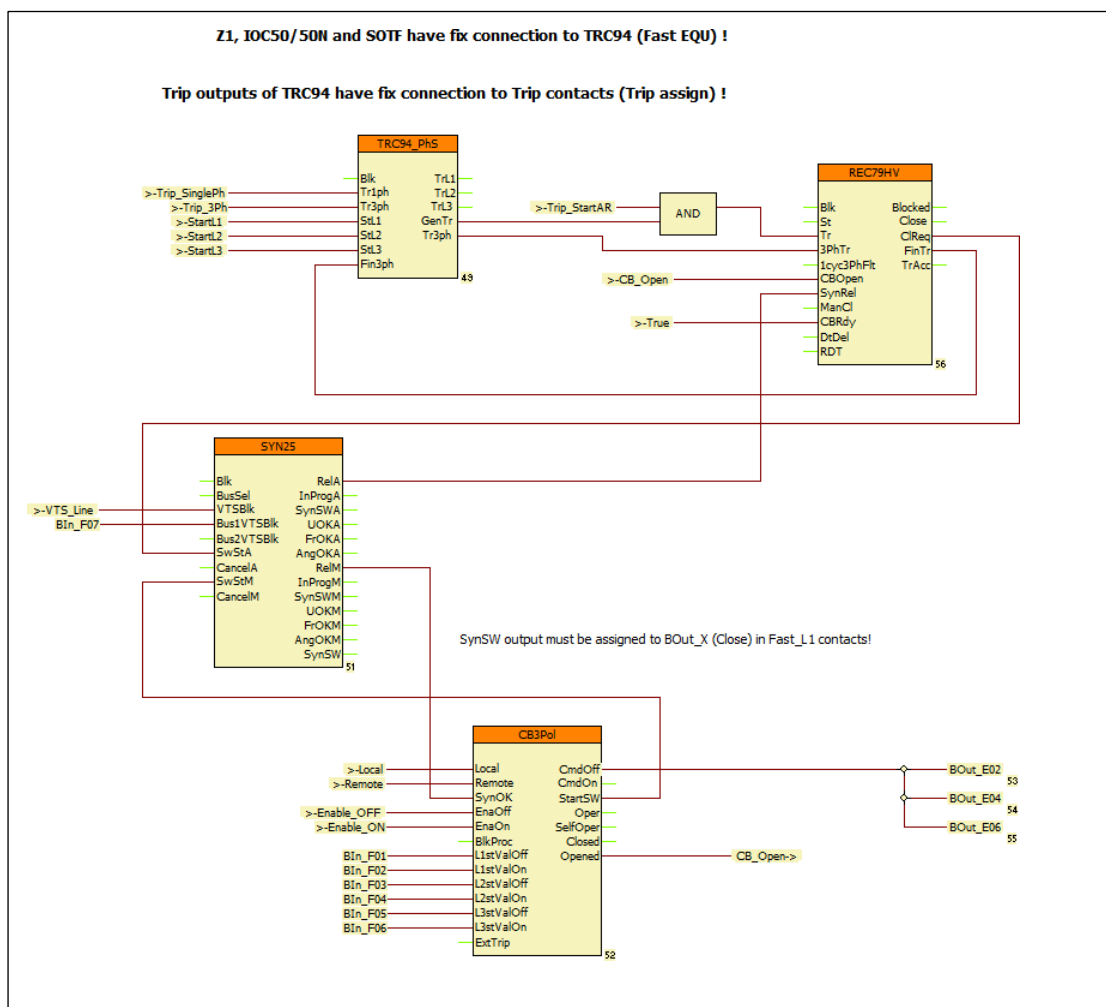 Z1, IOC50/50N and SOTF have fix connection to TRC94 (Fast EQU) !
Trip outputs of TRC94 have fix connection to Trip contacts (Trip assign) !
TRC94_PhS
Blk
Tr1ph
Tr3ph
StL1
StL2
StL3
Fin3ph
TrL1
TrL2
TrL3
GenTr
Tr3ph
49
>-Trip_SinglePh
>-Trip_3Ph
>-StartL1
>-StartL2
>-StartL3
>-Trip_StartAR
AND
>-CB_Open
>-True
REC79HV
Blk
St
Tr
3PhTr
1cyc3PhFlt
CBOpen
SynRel
ManCl
CBRdy
DtDel
RDT
Blocked
Close
ClReq
FinTr
TrAcc
56
SYN25
Blk
BusSel
VTSBlk
Bus1VTSBlk
Bus2VTSBlk
SwStA
CancelA
SwStM
CancelM
RelA
InProgA
SynSWA
UOKA
FrOKA
AngOKA
RelM
InProgM
SynSWM
UOKM
FrOKM
AngOKM
SynSW
51
>-VTS_Line
BIn_F07
SynSW output must be assigned to BOut_X (Close) in Fast_L1 contacts!
CB3Pol
Local
Remote
SynOK
EnaOff
EnaOn
BlkProc
L1stValOff
L1stValOn
L2stValOff
L2stValOn
L3stValOff
L3stValOn
ExtTrip
CmdOff
CmdOn
StartSW
Oper
SelfOper
Closed
Opened
52
>-Local
>-Remote
>-Enable_OFF
>-Enable_ON
BIn_F01
BIn_F02
BIn_F03
BIn_F04
BIn_F05
BIn_F06
CB_Open->
BOut_E02
53
BOut_E04
54
BOut_E06
55